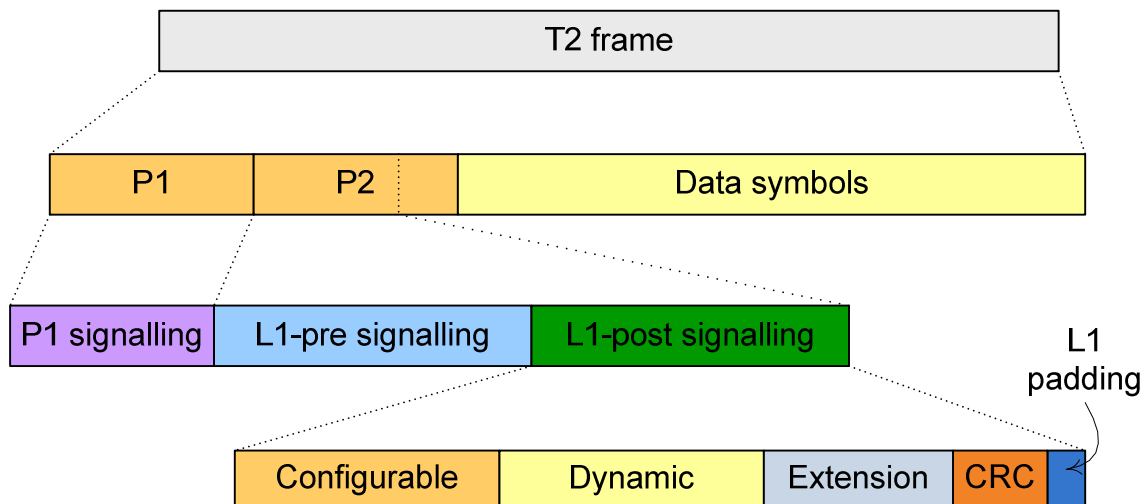 T2 frame
P1 P2 Data symbols
P1 signalling L1-pre signalling L1-post signalling
L1
padding
Configurable Dynamic Extension CRC